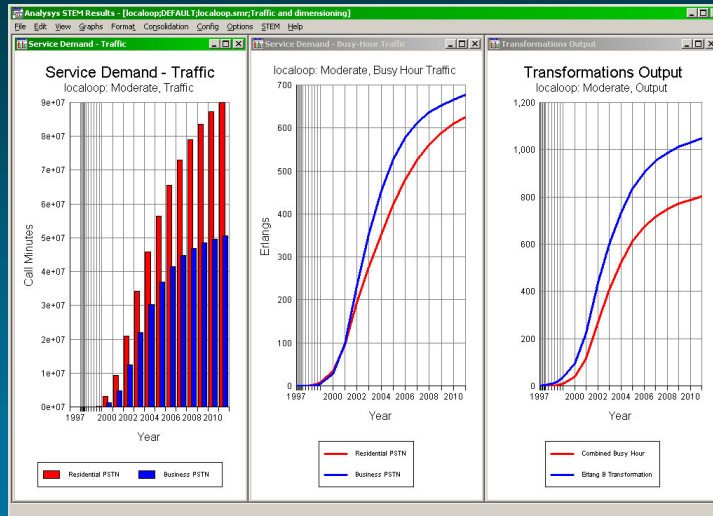 Analysys STEM Results - [localoop;DEFAULT;localoop.smr;Traffic and dimensioning]
File Edit View Graphs Format Consolidation Config Options STEM Help
Service Demand - Traffic
Service Demand - Traffic
localoop: Moderate, Traffic
9e+07
8e+07
7e+07
6e+07
5e+07
4e+07
3e+07
2e+07
1e+07
0e+07
Call Minutes
1997 2000 2002 2004 2006 2008 2010
Year
Residential PSTN Business PSTN
Service Demand - Busy-Hour Traffic
localoop: Moderate, Busy Hour Traffic
700
600
500
400
300
200
100
0
Erlangs
1997 2000 2002 2004 2006 2008 2010
Year
Residential PSTN
Business PSTN
Transformations Output
Transformations Output
localoop: Moderate, Output
1,200
1,000
800
600
400
200
0
1997 2000 2002 2004 2006 2008 2010
Year
Combined Busy Hour
Erlang B Transformation